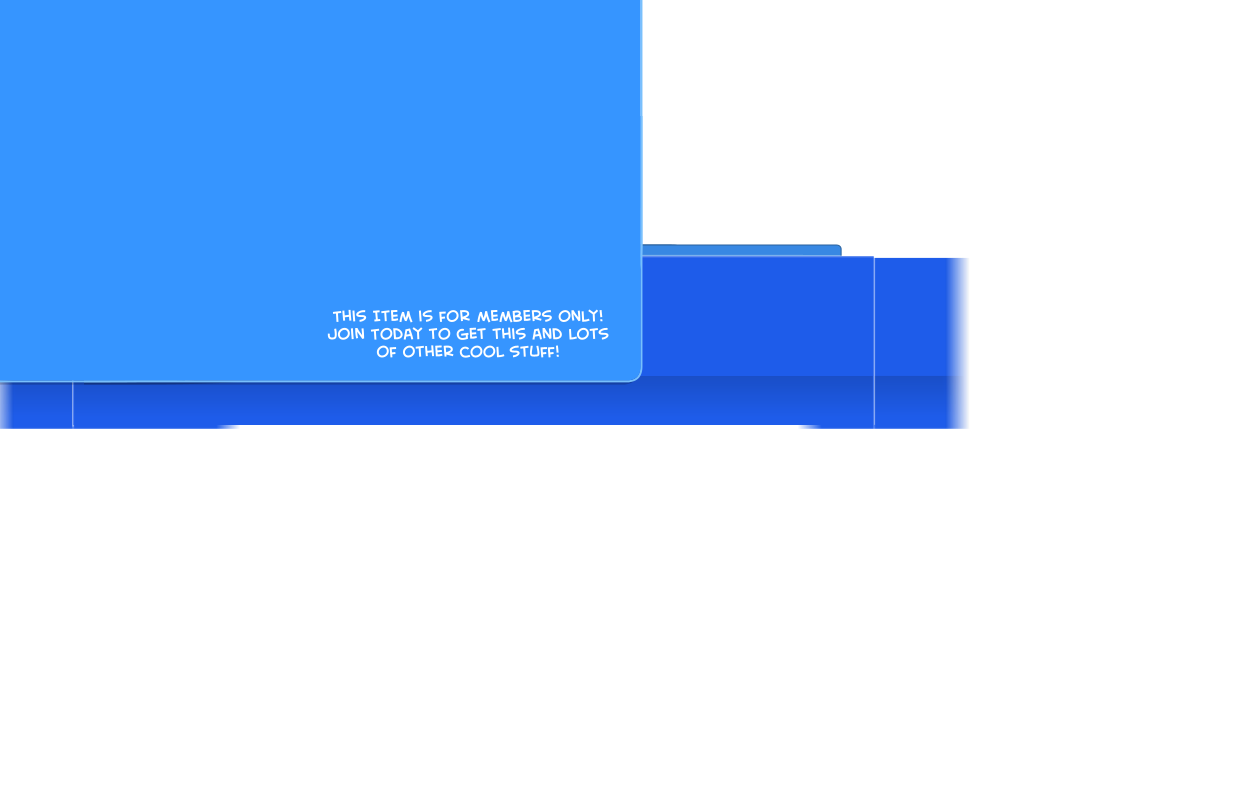 THIS ITEM IS FOR MEMBERS ONLY!
JOIN TODAY TO GET THIS AND LOTS
OF OTHER COOL STUFF!